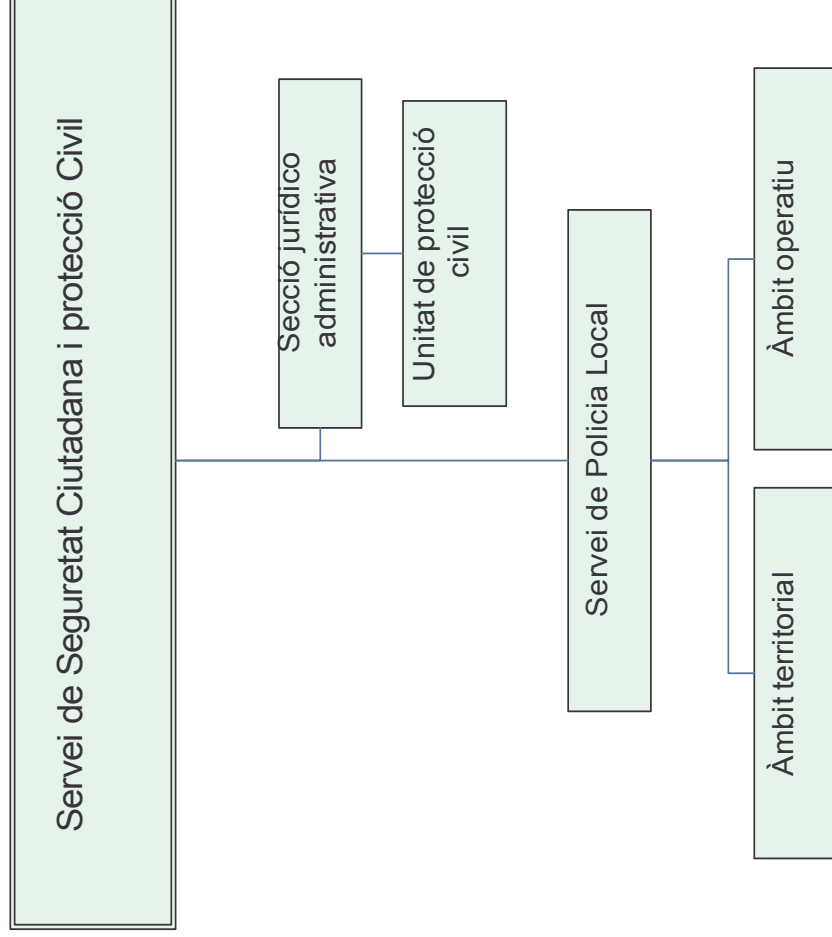 Servei de Seguretat Ciutadana i protecció Civil
Secció jurídico
administrativa
Unitat de protecció
civil
Servei de Policia Local
Àmbit territorial
Àmbit operatiu